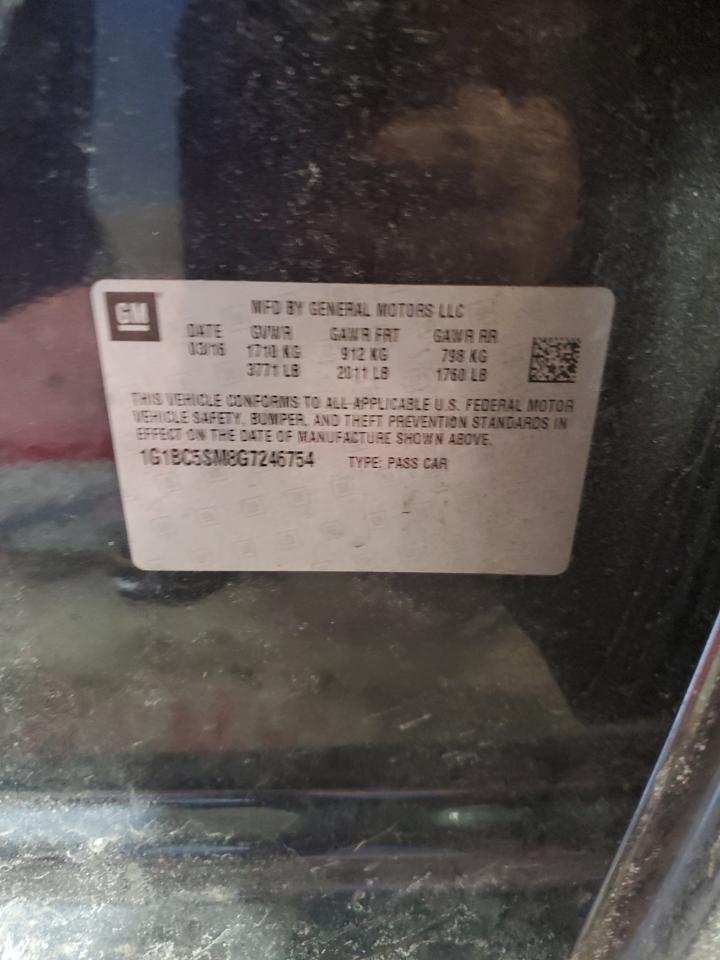 GM
MFD BY GENERAL MOTORS LLC
DATE GVWR GAWR FRT GAWR RR
03/16 1710 KG 912 KG 798 KG
3771 LB 2011 LB 1760 LB
THIS VEHICLE CONFORMS TO ALL APPLICABLE U.S. FEDERAL MOTOR
VEHICLE SAFETY, BUMPER, AND THEFT PREVENTION STANDARDS IN
EFFECT ON THE DATE OF MANUFACTURE SHOWN ABOVE.
1G1BC5SM8G7246754 TYPE: PASS CAR